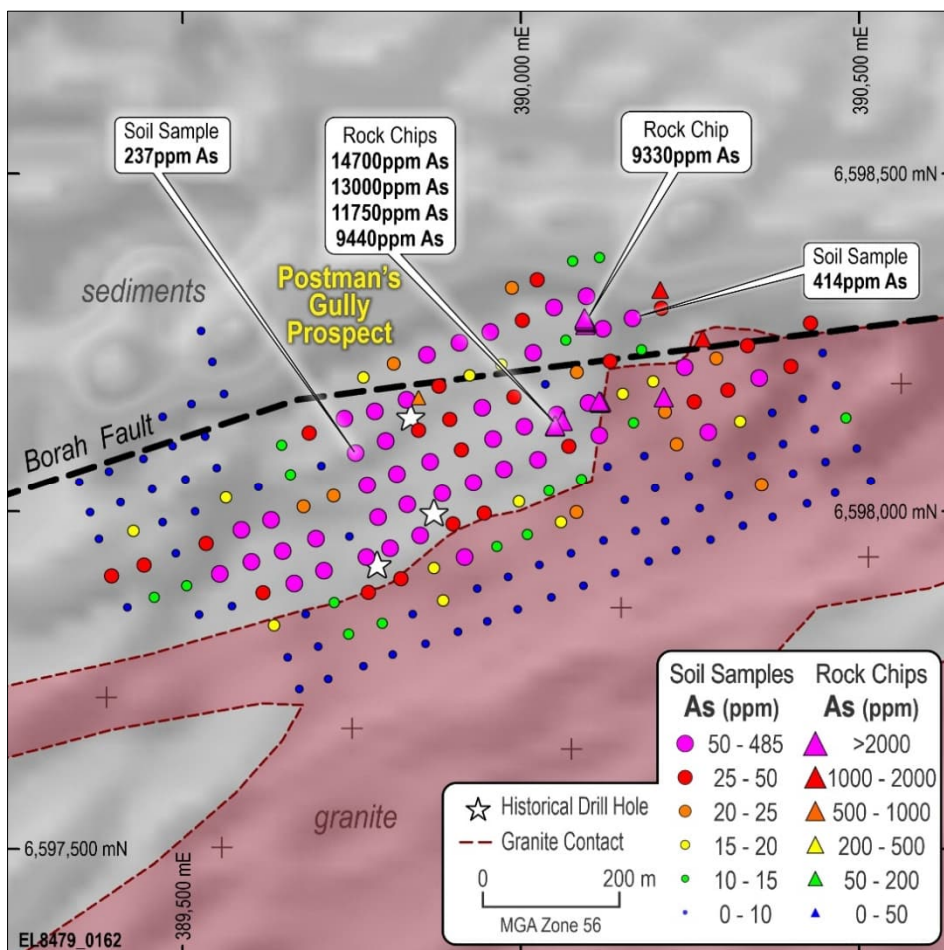 390,000 mE
390,500 mE
Soil Sample
237ppm As
Rock Chips
14700ppm As
13000ppm As
11750ppm As
9440ppm As
Rock Chip
9330ppm As
6,598,500 mN
Soil Sample
414ppm As
sediments
Postman's
Gully
Prospect
Borah Fault
6,598,000 mN
granite
6,597,500 mN
389,500 mE
EL8479_0162
Historical Drill Hole
Granite Contact
0 200 m
MGA Zone 56
Soil Samples Rock Chips
As (ppm) As (ppm)
50 - 485 >2000
25 - 50 1000 - 2000
20 - 25 500 - 1000
15 - 20 200 - 500
10 - 15 50 - 200
0 - 10 0 - 50